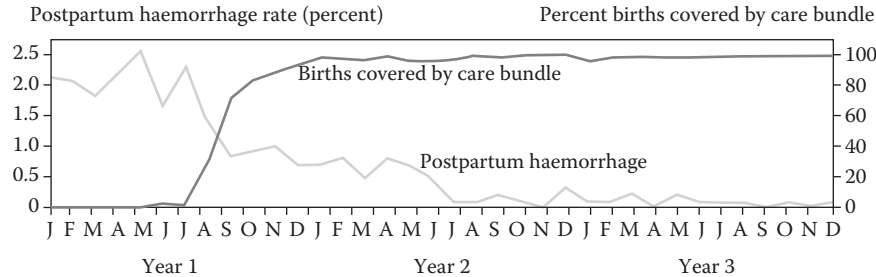 Postpartum haemorrhage rate (percent) Percent births covered by care bundle
2.5 100
2.0 80
Births covered by care bundle
1.5 60
1.0 40
Postpartum haemorrhage
0.5 20
0 0
J F M A M J J A S O N D J F M A M J J A S O N D J F M A M J J A S O N D
Year 1 Year 2 Year 3